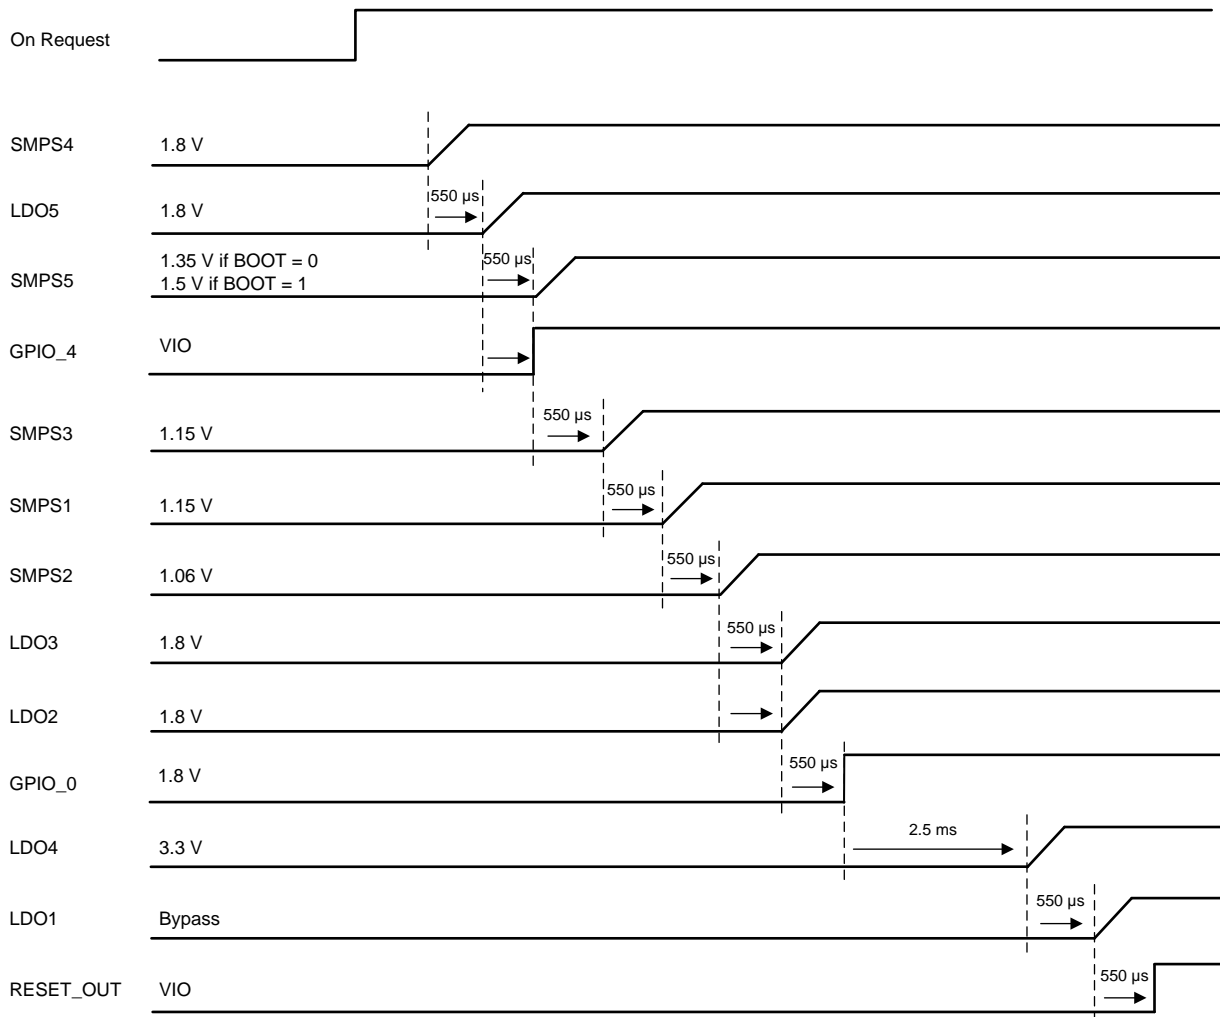 On Request
SMPS4 1.8 V
550 µs
LDO5 1.8 V
1.35 V if BOOT = 0 550 µs
SMPS5 1.5 V if BOOT = 1
GPIO_4 VIO
550 µs
SMPS3 1.15 V
550 µs
SMPS1 1.15 V
550 µs
SMPS2 1.06 V
550 µs
LDO3 1.8 V
LDO2 1.8 V
550 µs
GPIO_0 1.8 V
2.5 ms
LDO4 3.3 V
550 µs
LDO1 Bypass
550 µs
RESET_OUT VIO